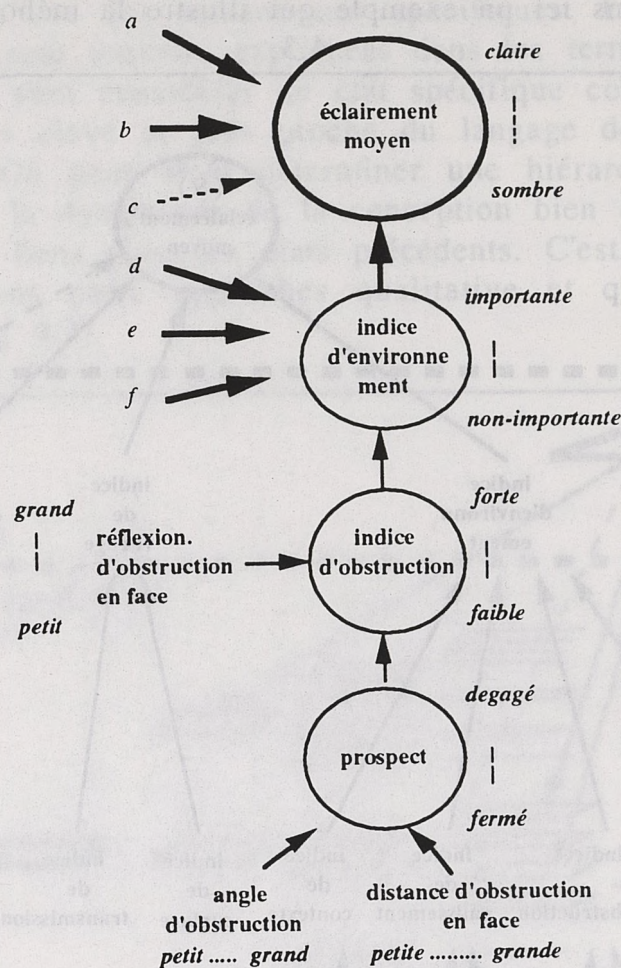 a
claire
b
éclairement
moyen
c
sombre
d
importante
e
indice
d'environne
ment
f
non-importante
grand
petit
réflexion.
d'obstruction
en face
forte
indice
d'obstruction
faible
degagé
prospect
fermé
angle
d'obstruction
petit ..... grand
distance d'obstruction
en face
petite ......... grande